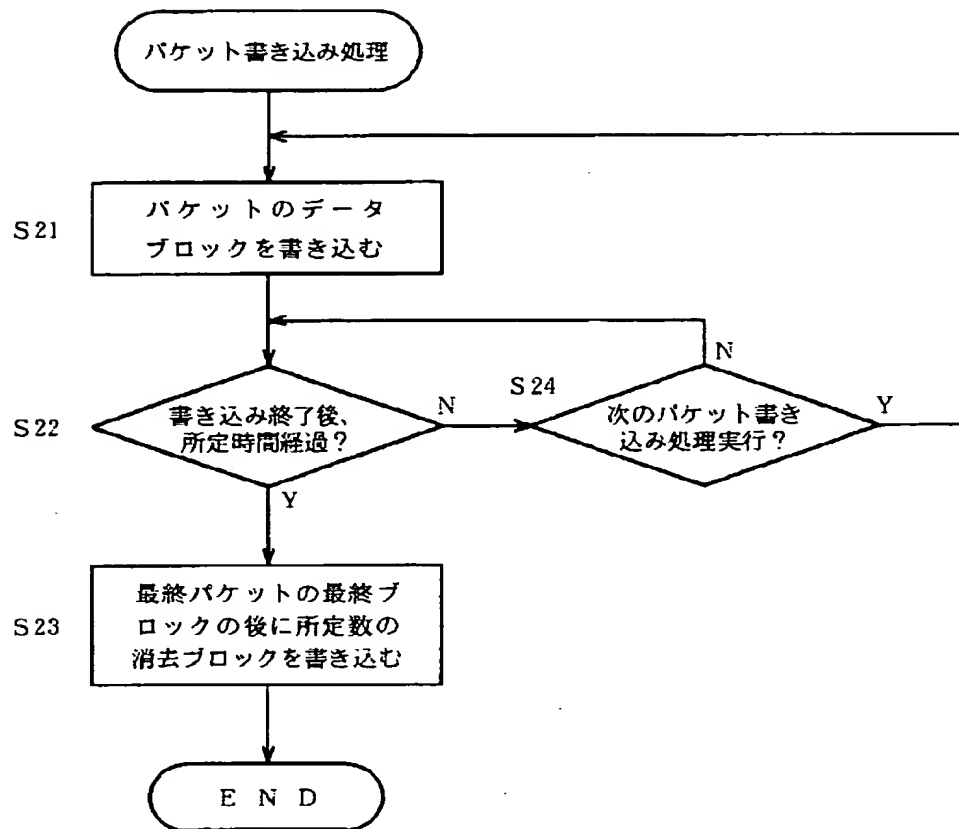 パケット書き込み処理
S21
パケットのデータ
ブロックを書き込む
S22
書き込み終了後、
所定時間経過?
N
Y
S24
次のパケット書き
込み処理実行?
N
Y
S23
最終パケットの最終ブ
ロックの後に所定数の
消去ブロックを書き込む
END